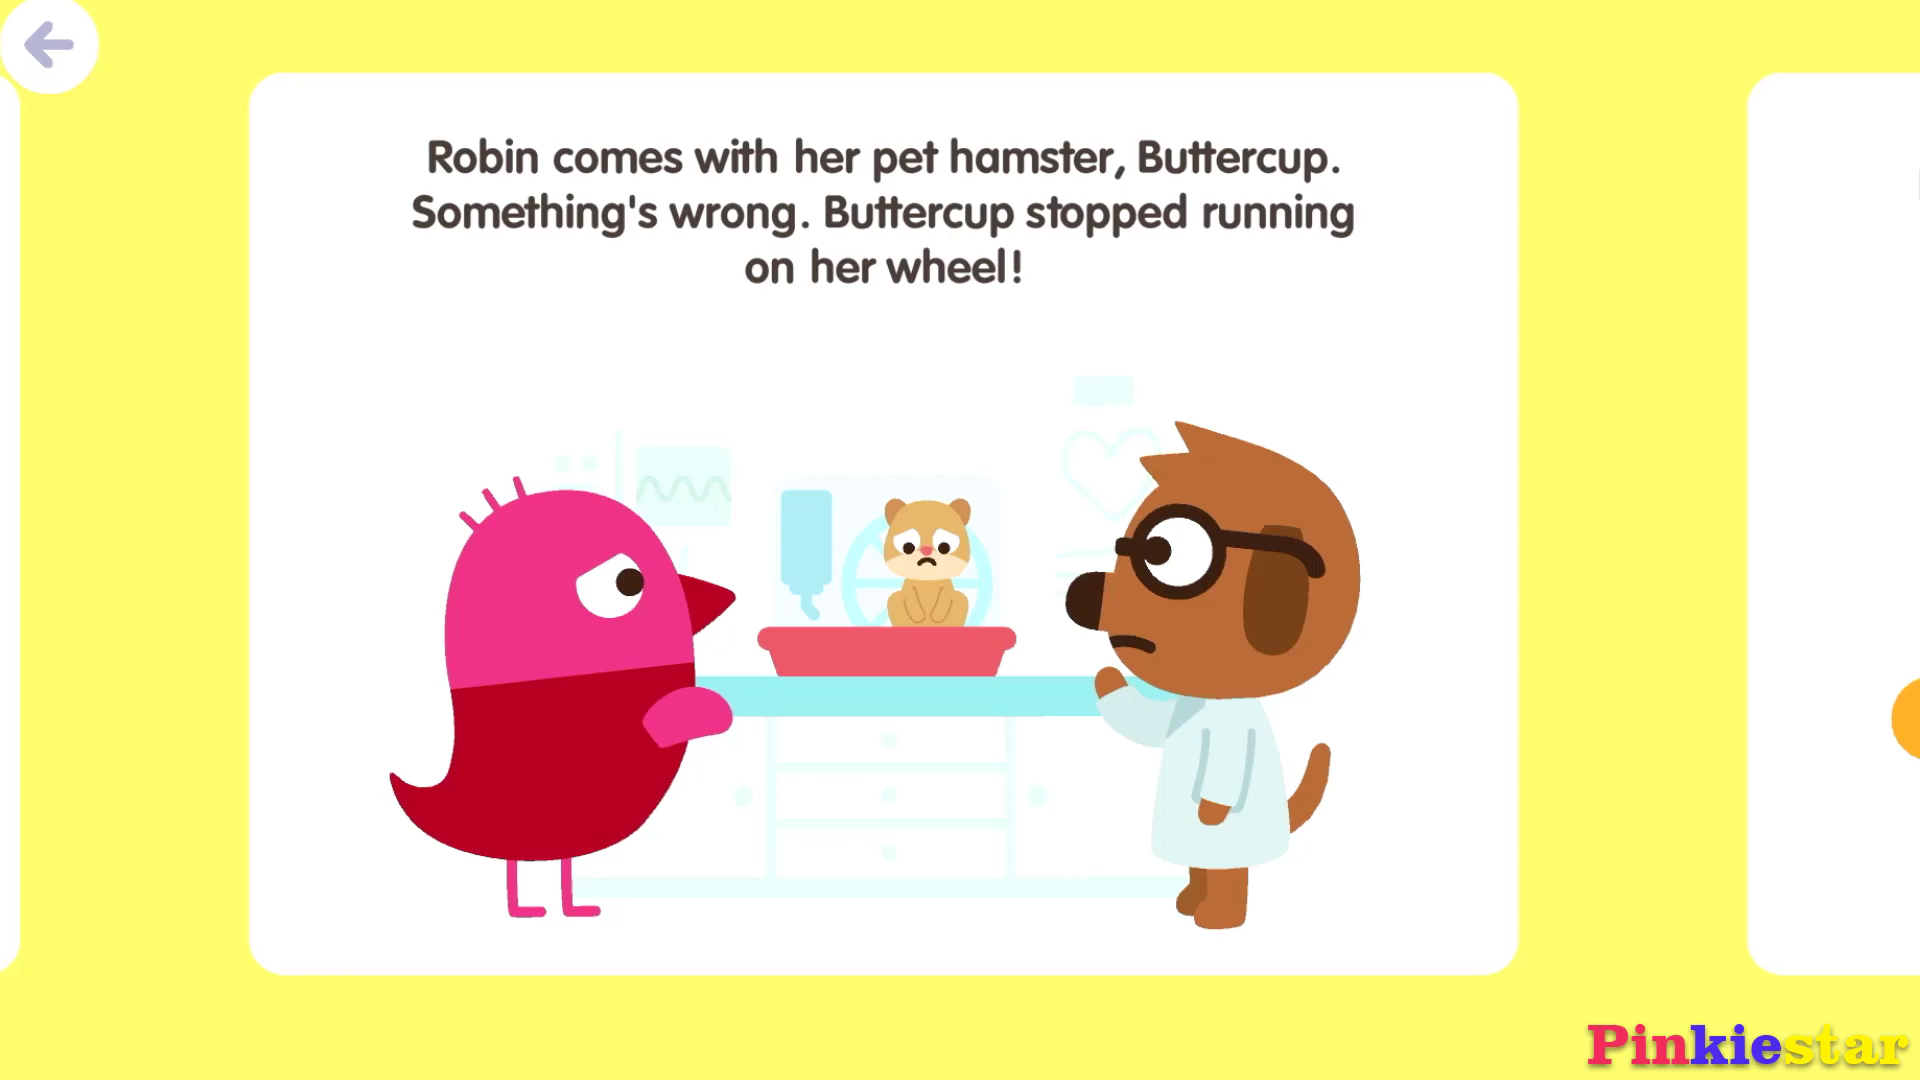 Robin comes with her pet hamster, Buttercup.
Something's wrong. Buttercup stopped running
on her wheel!
Pinkiestar